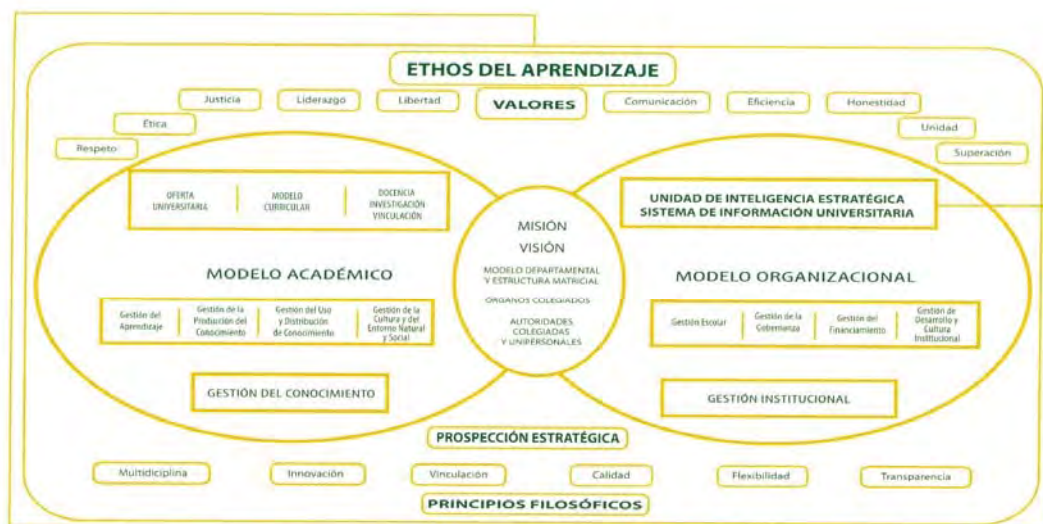 ETHOS DEL APRENDIZAJE
Justicia
Liderazgo
Libertad
VALORES
Comunicación
Eficiencia
Honestidad
Ética
Unidad
Respeto
Superación
OFERTA
UNIVERSITARIA
MODELO
CURRICULAR
DOCENCIA
INVESTIGACIÓN
VINCULACIÓN
MODELO ACADÉMICO
Gestión del
Aprendizaje
Gestión de la
Producción del
Conocimiento
Gestión del Uso
y Distribución
de Conocimiento
Gestión de la
Cultura y del
Entorno Natural
y Social
GESTIÓN DEL CONOCIMIENTO
MISIÓN
VISIÓN
MODELO DEPARTAMENTAL
Y ESTRUCTURA MATRICIAL
ÓRGANOS COLEGIADOS
AUTORIDADES
COLEGIADAS
Y UNIPERSONALES
UNIDAD DE INTELIGENCIA ESTRATÉGICA
SISTEMA DE INFORMACIÓN UNIVERSITARIA
MODELO ORGANIZACIONAL
Gestión Escolar
Gestión de la
Gobernanza
Gestión del
Financiamiento
Gestión de
Desarrollo y
Cultura
Institucional
GESTIÓN INSTITUCIONAL
PROSPECCIÓN ESTRATÉGICA
Multidiciplina
Innovación
Vinculación
Calidad
Flexibilidad
Transparencia
PRINCIPIOS FILOSÓFICOS